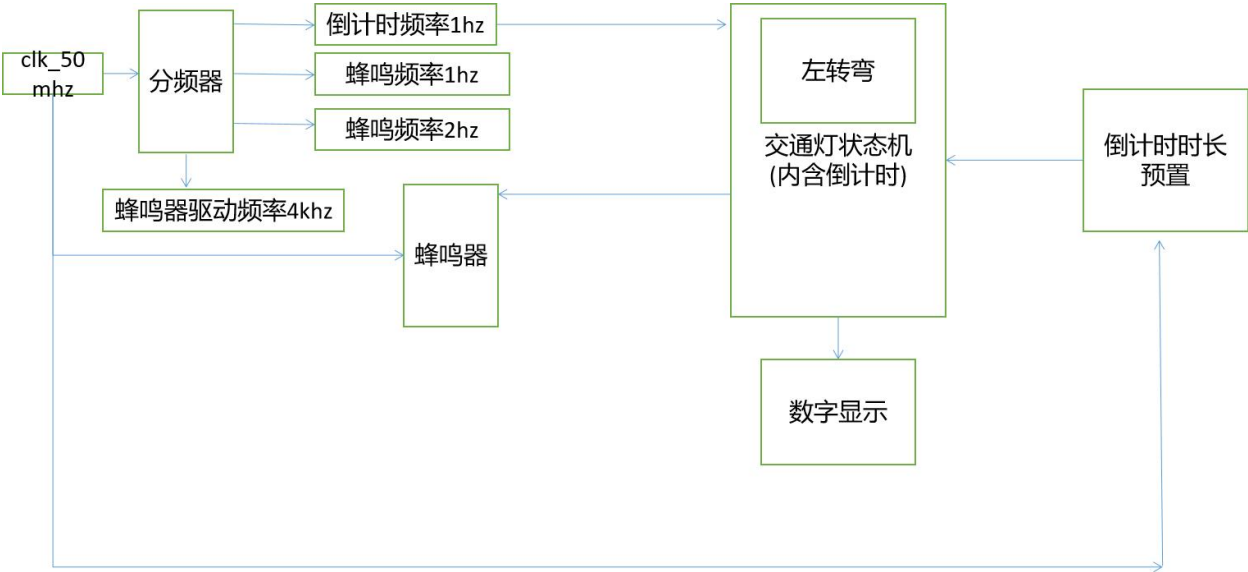 clk_50
mhz
分频器
倒计时频率1hz
蜂鸣频率1hz
蜂鸣频率2hz
蜂鸣器驱动频率4khz
蜂鸣器
左转弯
交通灯状态机
(内含倒计时)
数字显示
倒计时时长
预置